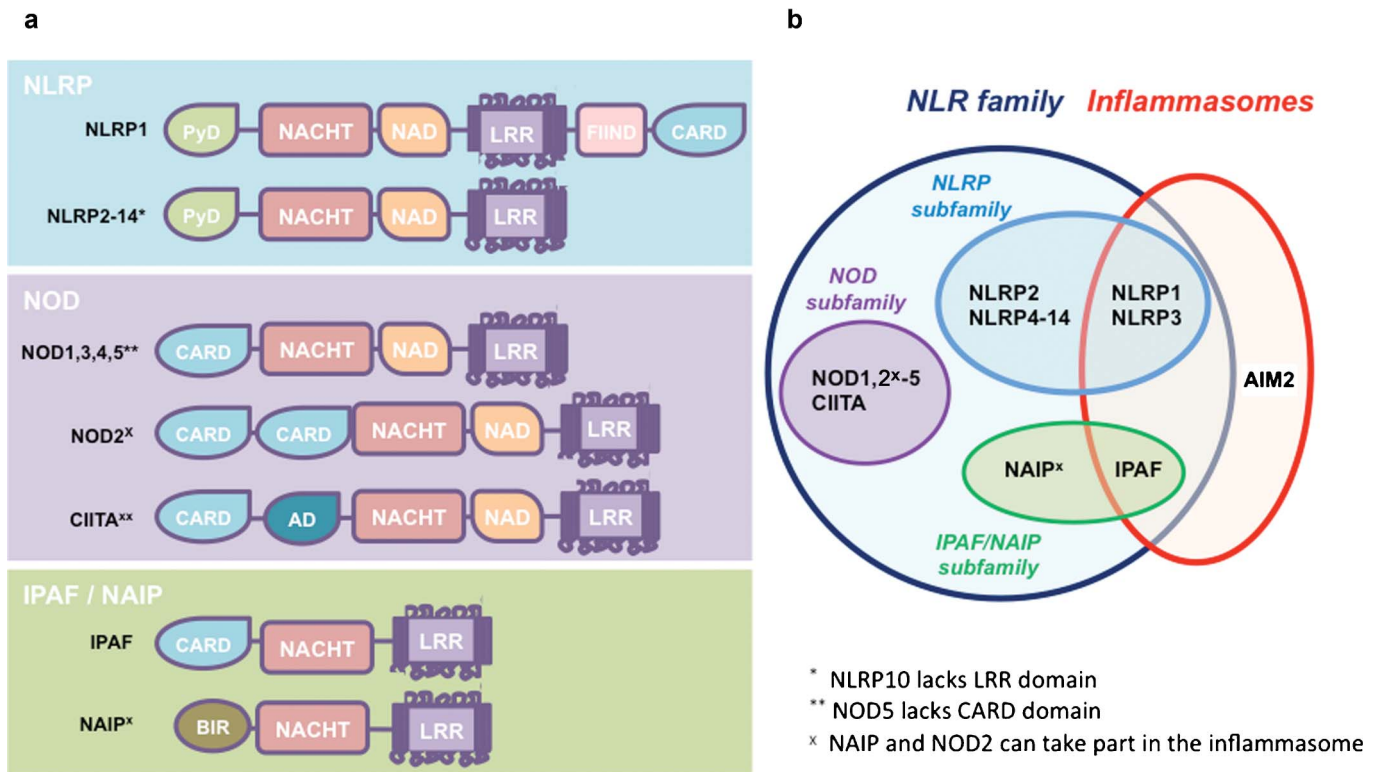 a
NLRP
NLRP1
PyD
NACHT
NAD
LRR
FIIND
CARD
NLRP2-14*
PyD
NACHT
NAD
LRR
NOD
NOD1,3,4,5**
CARD
NACHT
NAD
LRR
NOD2ˣ
CARD
CARD
NACHT
NAD
LRR
CIITAˣˣ
CARD
AD
NACHT
NAD
LRR
IPAF / NAIP
IPAF
CARD
NACHT
LRR
NAIPˣ
BIR
NACHT
LRR
b
NLR family
Inflammasomes
NLRP
subfamily
NLRP2
NLRP4-14
NLRP1
NLRP3
NOD
subfamily
NOD1,2ˣ-5
CIITA
AIM2
NAIPˣ
IPAF
IPAF/NAIP
subfamily
* NLRP10 lacks LRR domain
** NOD5 lacks CARD domain
ˣ NAIP and NOD2 can take part in the inflammasome